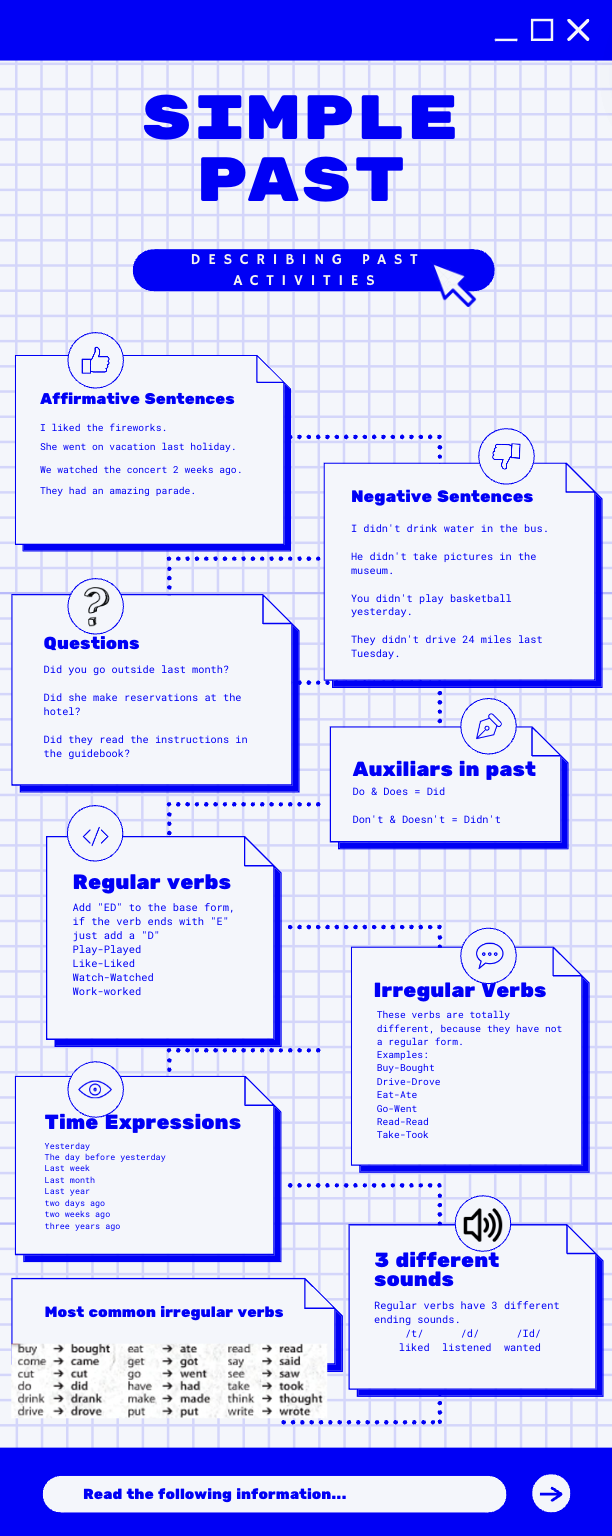 SIMPLE
PAST
DESCRIBING PAST
ACTIVITIES
Affirmative Sentences
I liked the fireworks.
She went on vacation last holiday.
We watched the concert 2 weeks ago.
They had an amazing parade.
Negative Sentences
I didn't drink water in the bus.
He didn't take pictures in the
museum.
You didn't play basketball
yesterday.
They didn't drive 24 miles last
Tuesday.
?
Questions
Did you go outside last month?
Did she make reservations at the
hotel?
Did they read the instructions in
the guidebook?
Auxiliars in past
Do & Does = Did
Don't & Doesn't = Didn't
</>
Regular verbs
Add "ED" to the base form,
if the verb ends with "E"
just add a "D"
Play-Played
Like-Liked
Watch-Watched
Work-worked
Irregular Verbs
These verbs are totally
different, because they have not
a regular form.
Examples:
Buy-Bought
Drive-Drove
Eat-Ate
Go-Went
Read-Read
Take-Took
Time Expressions
Yesterday
The day before yesterday
Last week
Last month
Last year
two days ago
two weeks ago
three years ago
3 different
sounds
Regular verbs have 3 different
ending sounds.
/t/ /d/ /Id/
liked listened wanted
Most common irregular verbs
buy → bought eat → ate read → read
come → came get → got say → said
cut → cut go → went see → saw
do → did have → had take → took
drink → drank make → made think → thought
drive → drove put → put write → wrote
Read the following information...